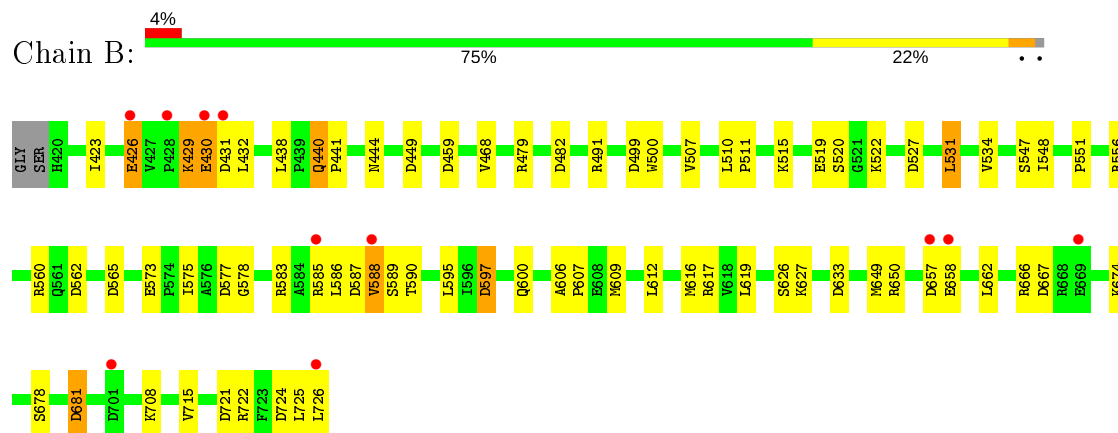 4%
Chain B:
75% 22% • •
GLY SER H420 I423 E426 V427 P428 K429 E430 D431 L432 L438 P439 Q440 P441 N444 D449 D459 V468 R479 D482 R491 D499 W500 V507 L510 P511 K515 E519 S520 G521 K522 D527 L531 V534 S547 I548 P551 R556
R560 Q561 D562 D565 E573 P574 I575 A576 D577 G578 R583 A584 R585 L586 D587 V588 S589 T590 L595 I596 D597 Q600 A606 P607 E608 M609 L612 M616 R617 V618 L619 S626 K627 D633 M649 R650 D657 E658 L662 R666 D667 R668 E669 K674
S678 D681 D701 K708 V715 D721 R722 F723 D724 L725 L726